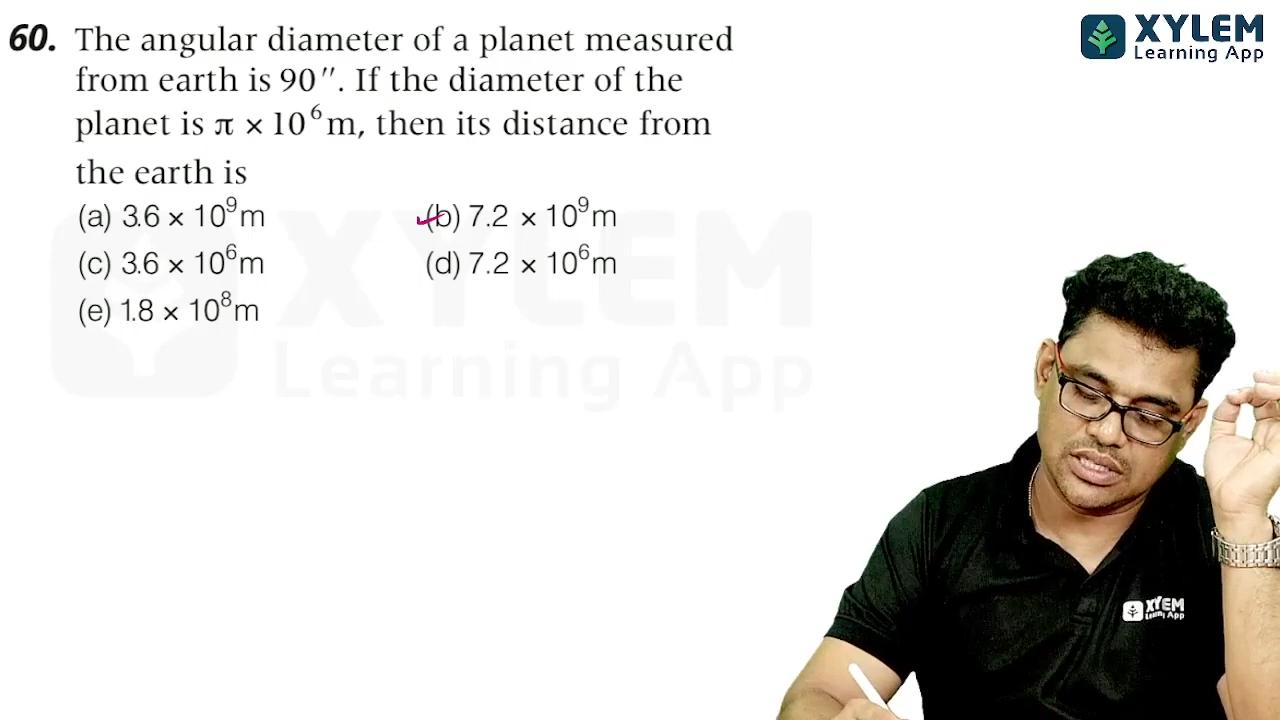 60. The angular diameter of a planet measured
from earth is 90″. If the diameter of the
planet is π × 10⁶ m, then its distance from
the earth is
(a) 3.6 × 10⁹ m (b) 7.2 × 10⁹ m
(c) 3.6 × 10⁶ m (d) 7.2 × 10⁶ m
(e) 1.8 × 10⁸ m
XYLEM
Learning App
XYLEM
Learning App
XYLEM
Learning App